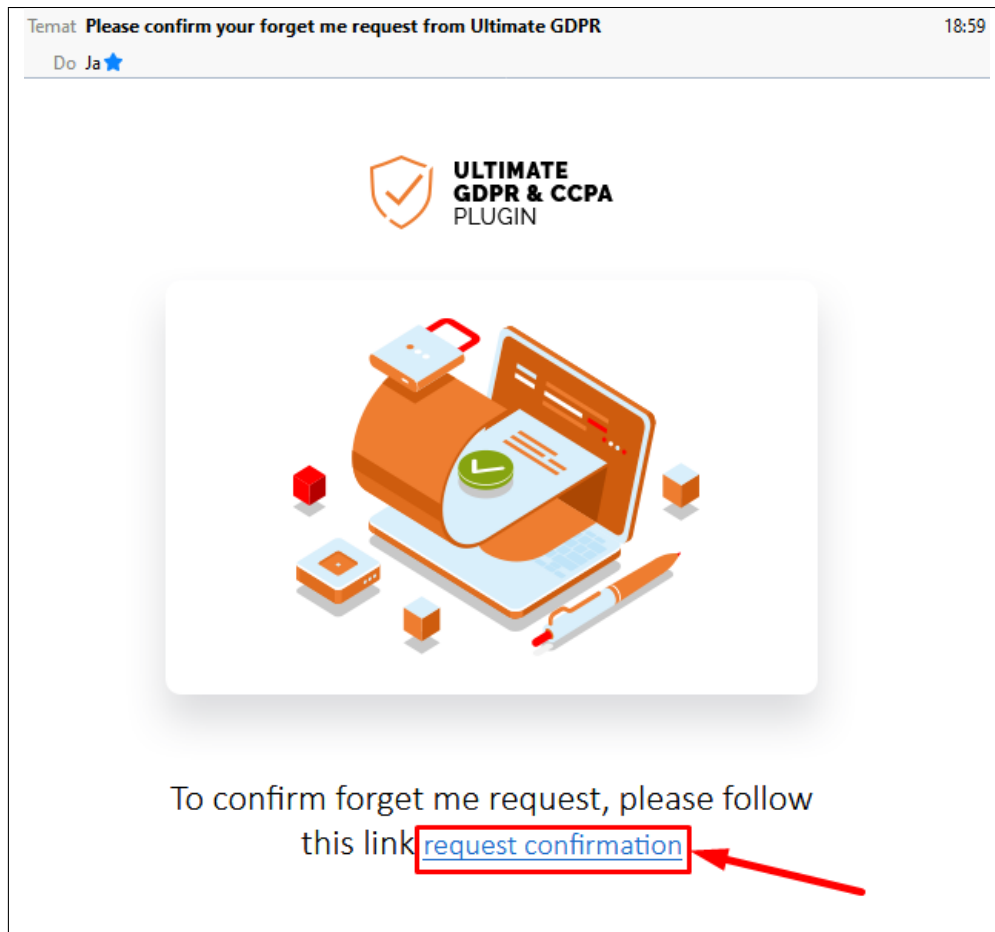 Temat Please confirm your forget me request from Ultimate GDPR 18:59
Do Ja
ULTIMATE
GDPR & CCPA
PLUGIN
To confirm forget me request, please follow
this link request confirmation